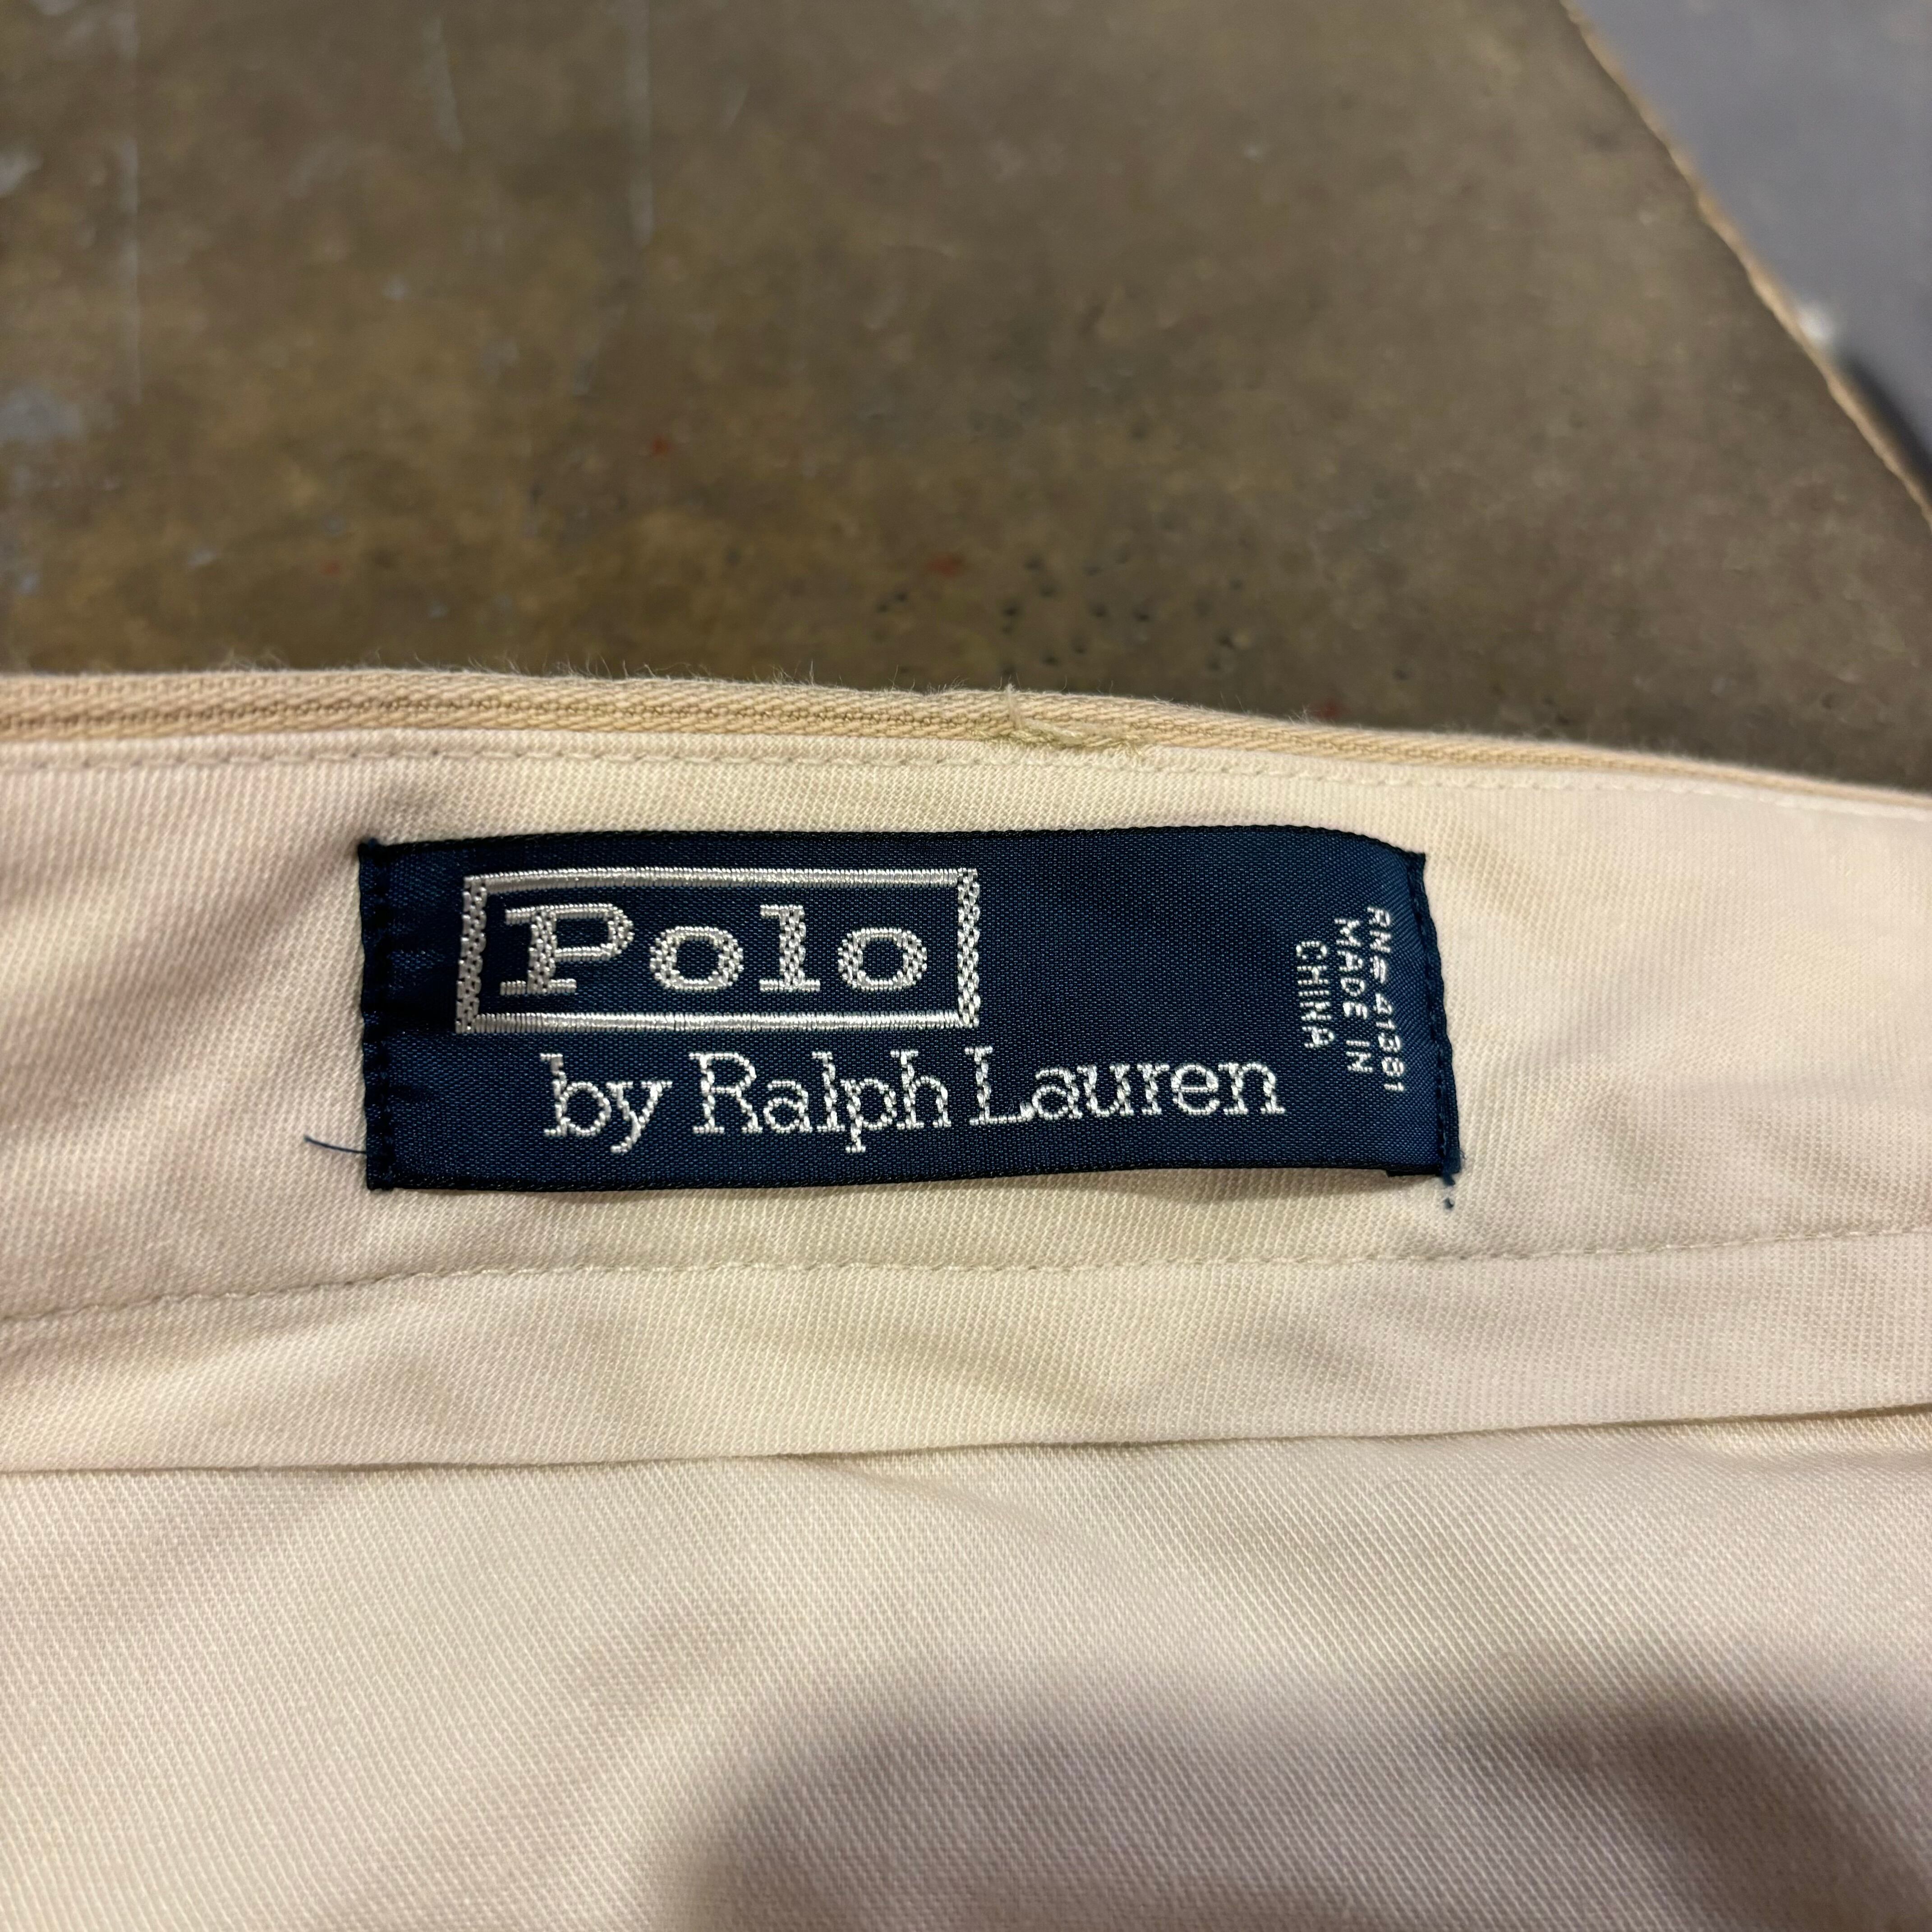 Polo
by Ralph Lauren
RN# 41381
MADE IN
CHINA